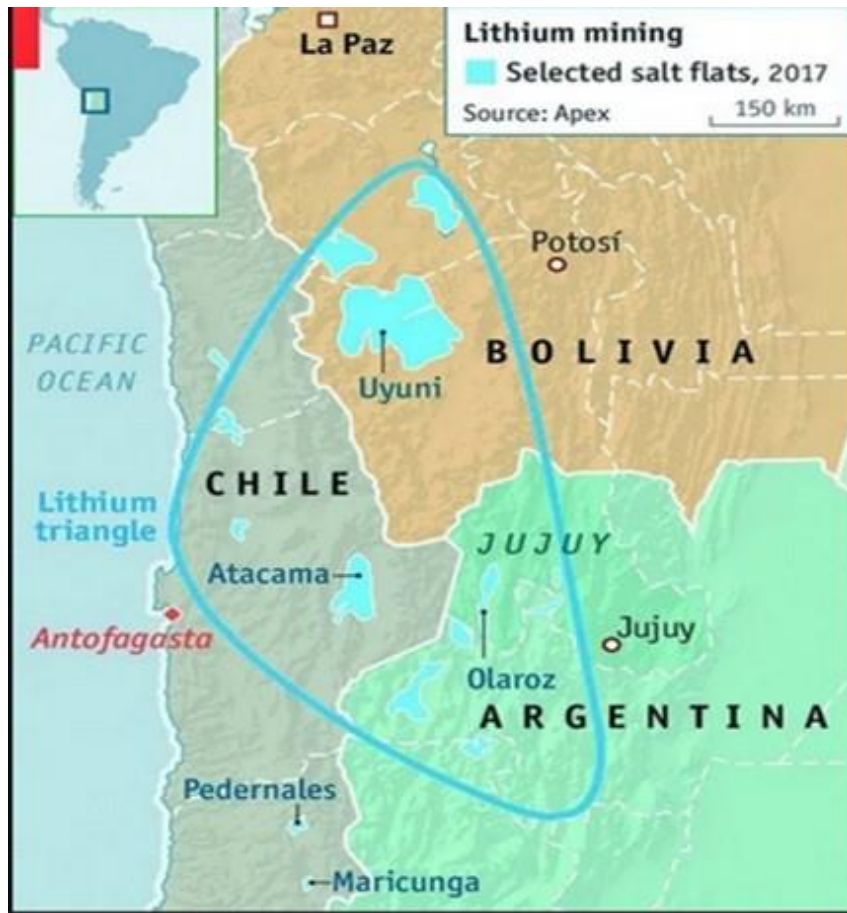 La Paz
Lithium mining
Selected salt flats, 2017
Source: Apex
150 km
Potosí
PACIFIC
OCEAN
BOLIVIA
Uyuni
CHILE
Lithium
triangle
JUJUY
Atacama
Antofagasta
Jujuy
Olaroz
ARGENTINA
Pedernales
Maricunga